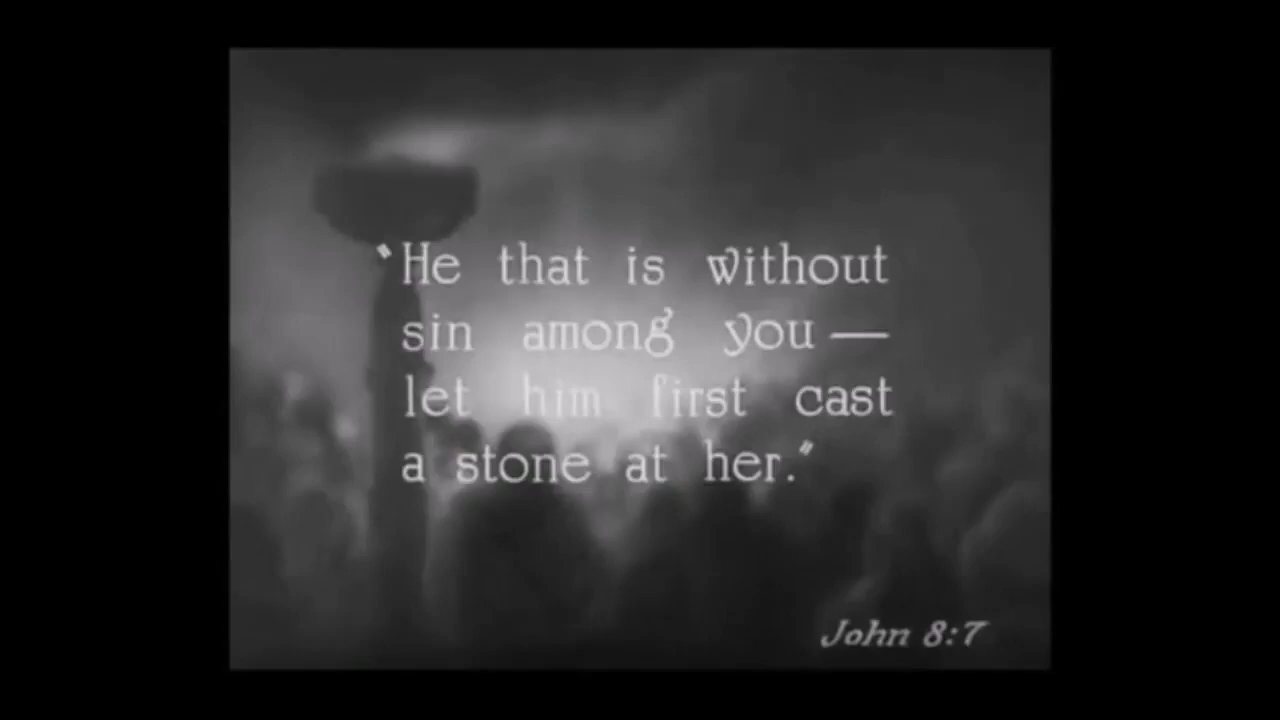 "He that is without
sin among you —
let him first cast
a stone at her."
John 8:7